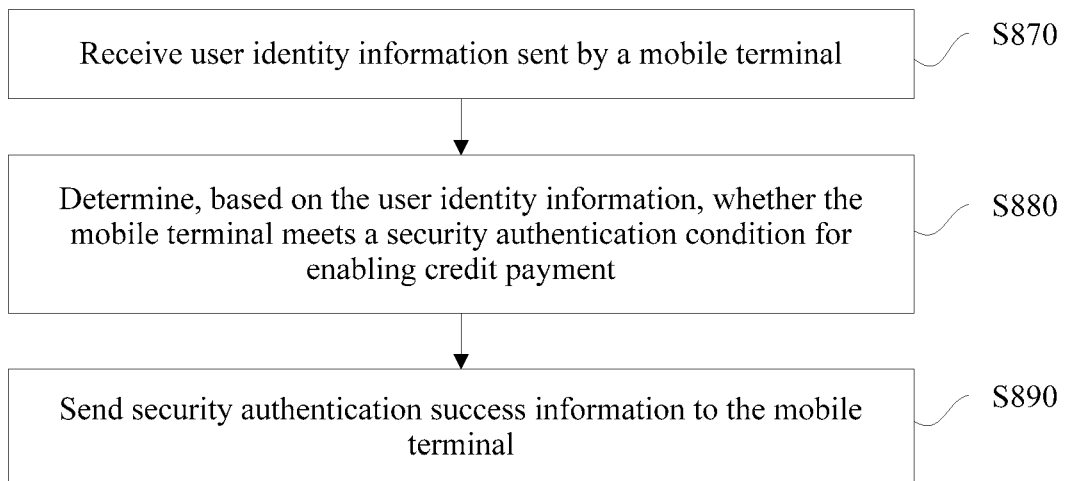 Receive user identity information sent by a mobile terminal
S870
Determine, based on the user identity information, whether the
mobile terminal meets a security authentication condition for
enabling credit payment
S880
Send security authentication success information to the mobile
terminal
S890